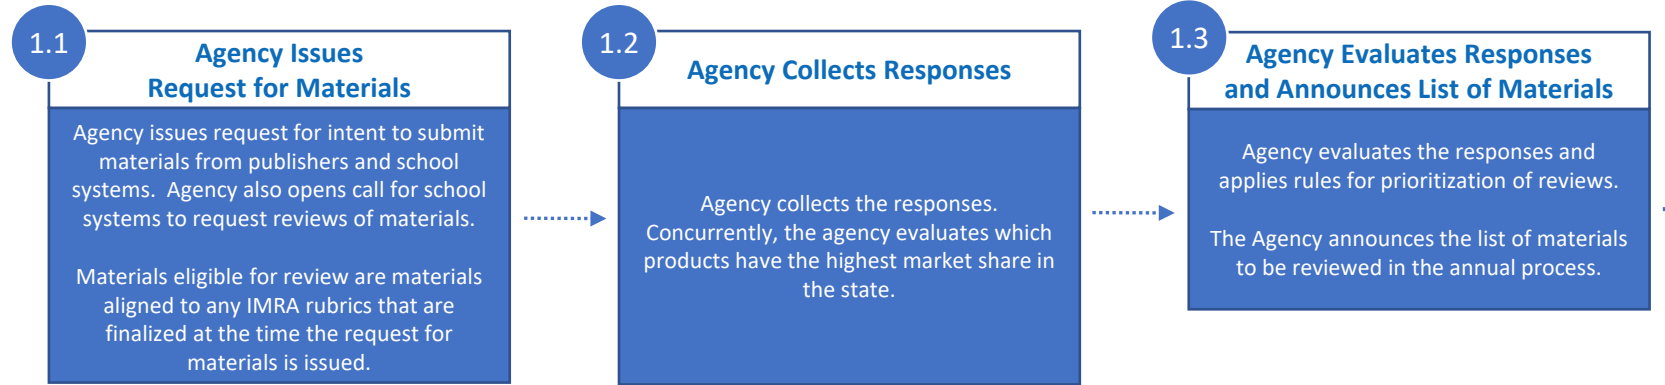 1.1
Agency Issues
Request for Materials
Agency issues request for intent to submit
materials from publishers and school
systems. Agency also opens call for school
systems to request reviews of materials.
Materials eligible for review are materials
aligned to any IMRA rubrics that are
finalized at the time the request for
materials is issued.
1.2
Agency Collects Responses
Agency collects the responses.
Concurrently, the agency evaluates which
products have the highest market share in
the state.
1.3
Agency Evaluates Responses
and Announces List of Materials
Agency evaluates the responses and
applies rules for prioritization of reviews.
The Agency announces the list of materials
to be reviewed in the annual process.